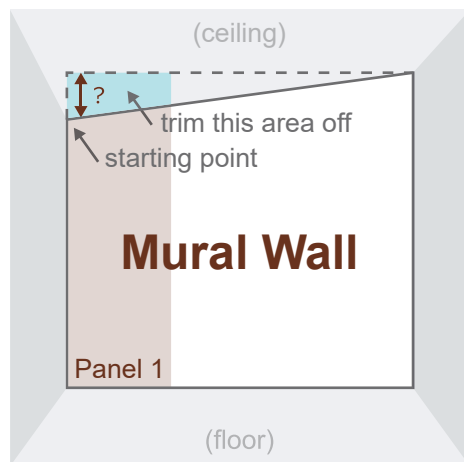 (ceiling)
?
trim this area off
starting point
Mural Wall
Panel 1
(floor)